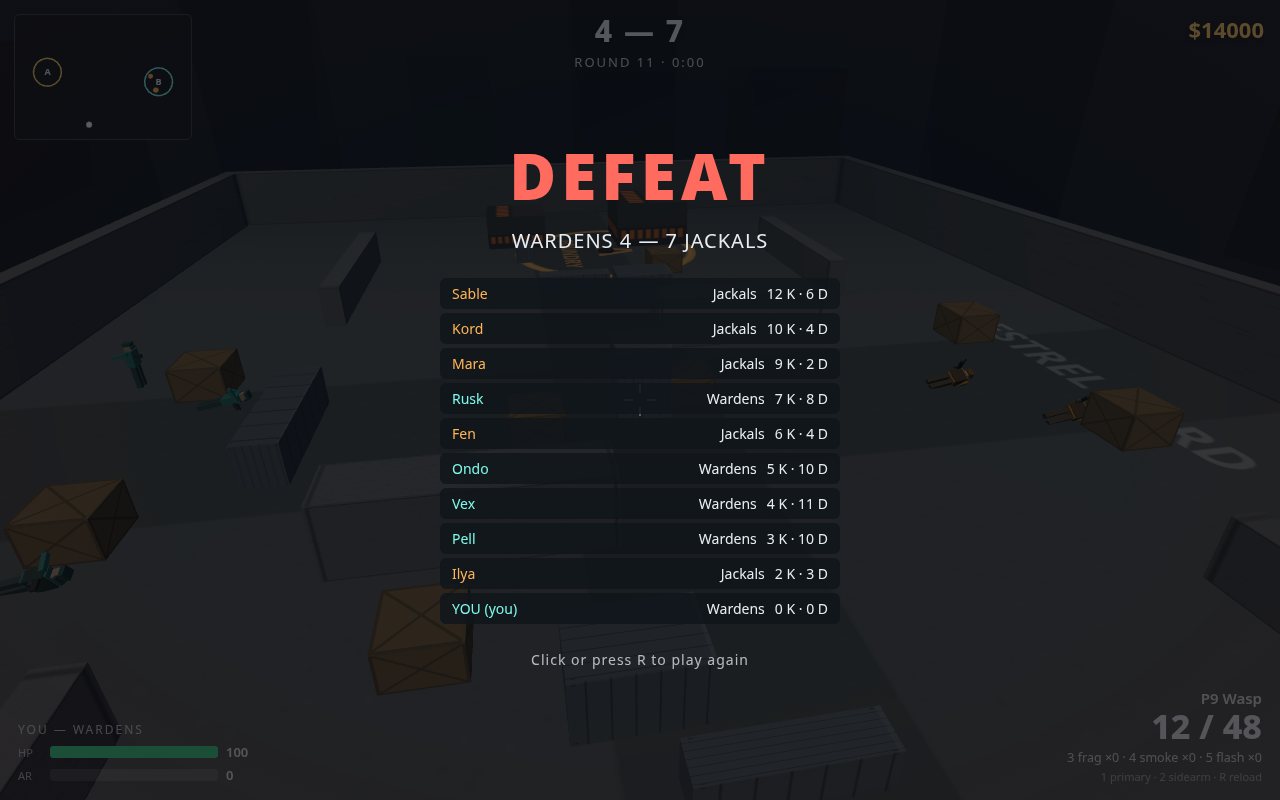 4 — 7
ROUND 11 · 0:00
$14000
A
B
DEFEAT
WARDENS 4 — 7 JACKALS
Sable Jackals 12 K · 6 D
Kord Jackals 10 K · 4 D
Mara Jackals 9 K · 2 D
Rusk Wardens 7 K · 8 D
Fen Jackals 6 K · 4 D
Ondo Wardens 5 K · 10 D
Vex Wardens 4 K · 11 D
Pell Wardens 3 K · 10 D
Ilya Jackals 2 K · 3 D
YOU (you) Wardens 0 K · 0 D
Click or press R to play again
YOU — WARDENS
HP 100
AR 0
P9 Wasp
12 / 48
3 frag ×0 · 4 smoke ×0 · 5 flash ×0
1 primary · 2 sidearm · R reload